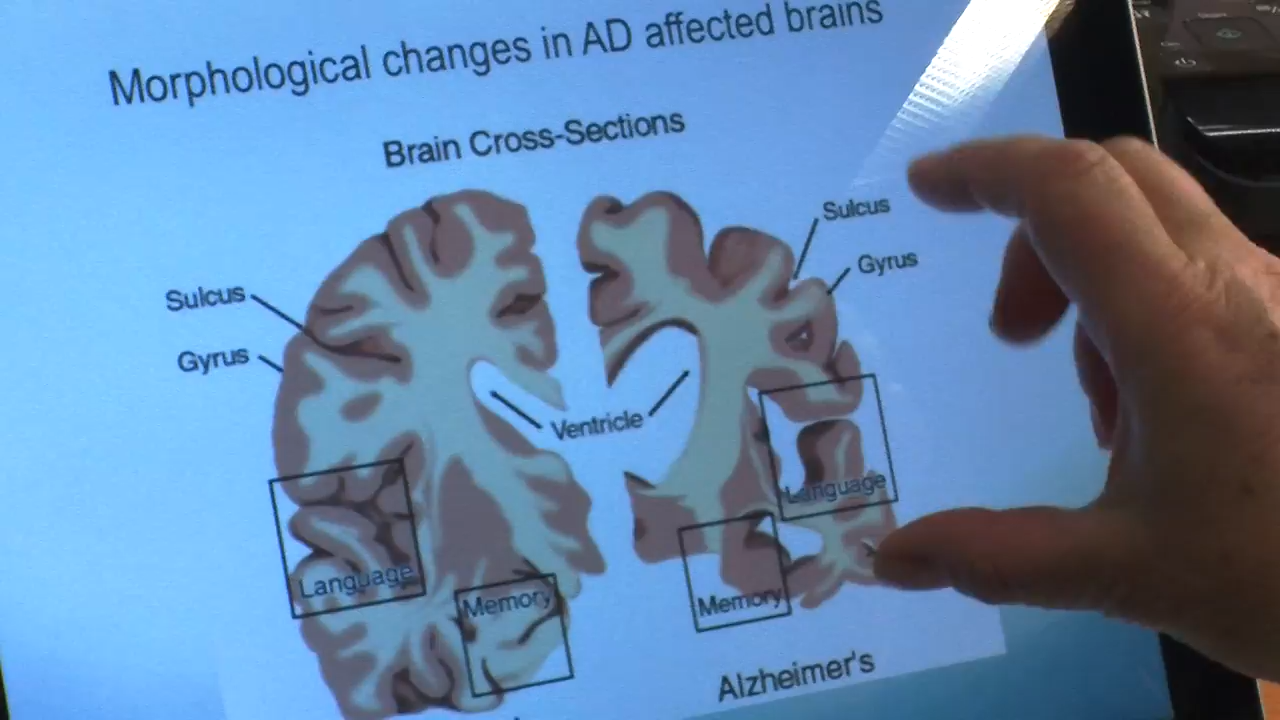 Morphological changes in AD affected brains
Brain Cross-Sections
Sulcus
Gyrus
Sulcus
Gyrus
Ventricle
Language
Memory
Language
Memory
Alzheimer's